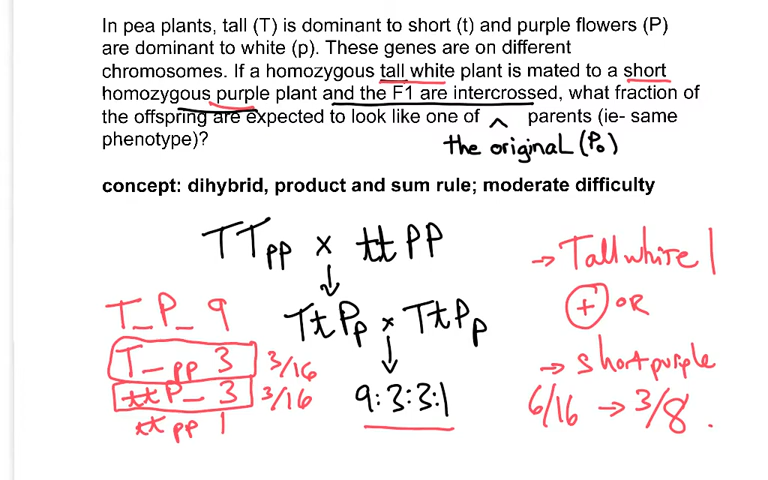 In pea plants, tall (T) is dominant to short (t) and purple flowers (P)
are dominant to white (p). These genes are on different
chromosomes. If a homozygous tall white plant is mated to a short
homozygous purple plant and the F1 are intercrossed, what fraction of
the offspring are expected to look like one of ^ parents (ie- same
phenotype)?
the original (P₀)
concept: dihybrid, product and sum rule; moderate difficulty
TTpp x ttPP
↓
TtPp x TtPp
↓
9:3:3:1
T_P_ 9
T_pp 3 3/16
ttP_ 3 3/16
ttpp 1
→ Tall white |
+ OR
→ short purple
6/16 → 3/8.